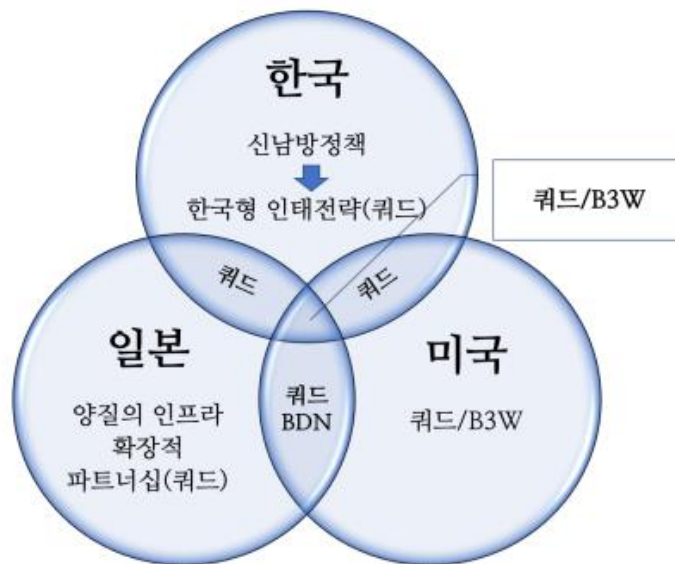 한국
신남방정책
한국형 인태전략(쿼드)
쿼드/B3W
쿼드
쿼드
일본
양질의 인프라
확장적
파트너십(쿼드)
쿼드
BDN
미국
쿼드/B3W